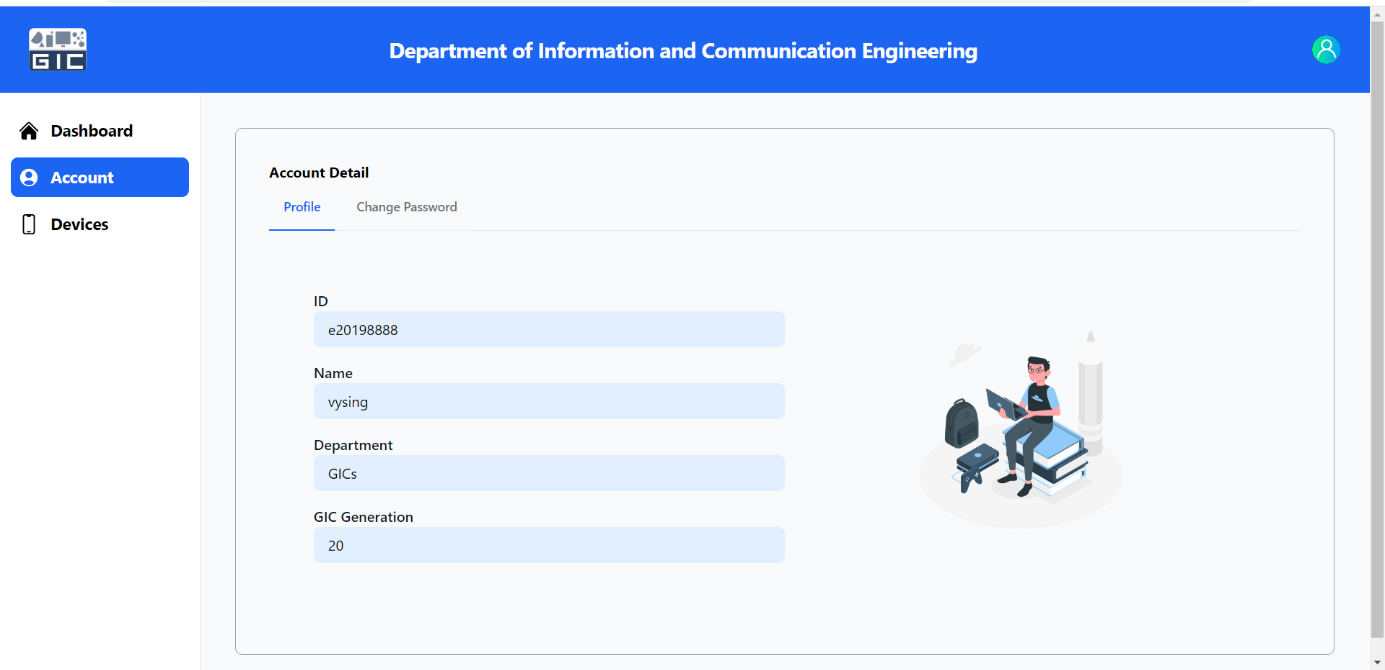 GIC
Department of Information and Communication Engineering
Dashboard
Account
Devices
Account Detail
Profile
Change Password
ID
e20198888
Name
vysing
Department
GICs
GIC Generation
20